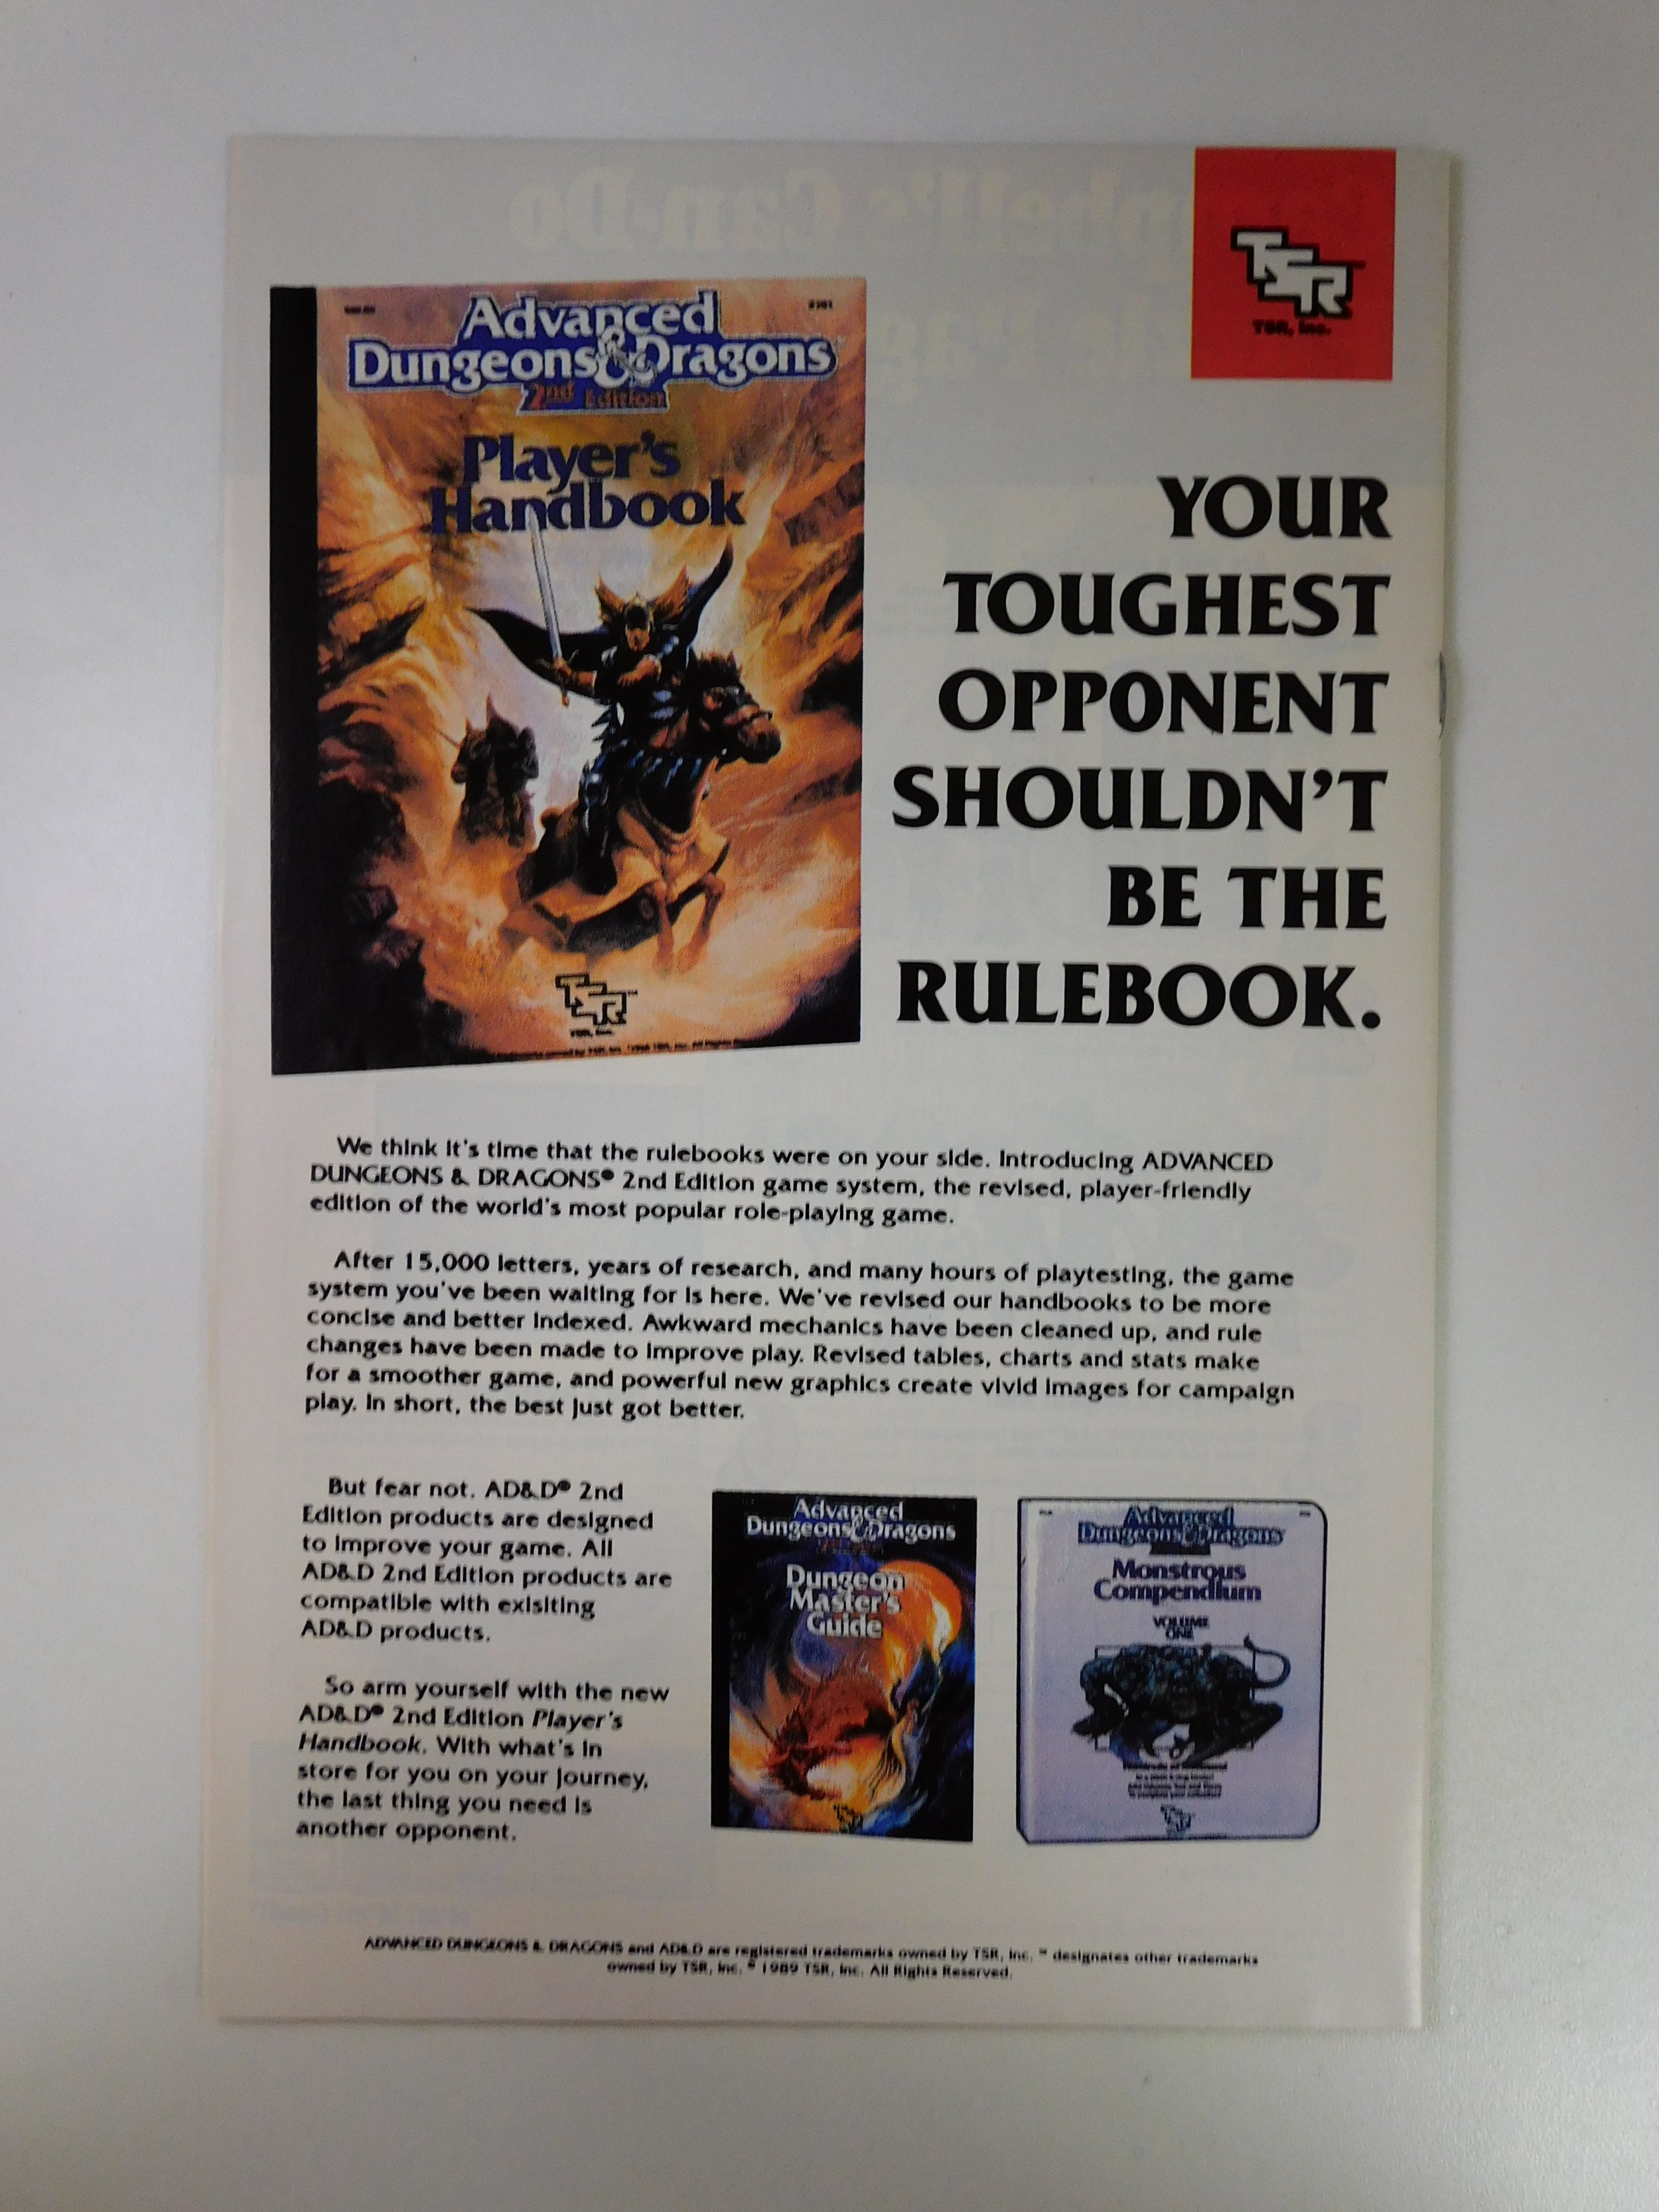 TSR
TSR, Inc.
Advanced
Dungeons & Dragons
2nd Edition
Player's
Handbook
TSR
TSR, Inc.
YOUR
TOUGHEST
OPPONENT
SHOULDN'T
BE THE
RULEBOOK.
We think it's time that the rulebooks were on your side. Introducing ADVANCED
DUNGEONS & DRAGONS® 2nd Edition game system, the revised, player-friendly
edition of the world's most popular role-playing game.
After 15,000 letters, years of research, and many hours of playtesting, the game
system you've been waiting for is here. We've revised our handbooks to be more
concise and better indexed. Awkward mechanics have been cleaned up, and rule
changes have been made to improve play. Revised tables, charts and stats make
for a smoother game, and powerful new graphics create vivid images for campaign
play. In short, the best just got better.
But fear not. AD&D® 2nd
Edition products are designed
to improve your game. All
AD&D 2nd Edition products are
compatible with exisiting
AD&D products.
So arm yourself with the new
AD&D® 2nd Edition Player's
Handbook. With what's in
store for you on your journey,
the last thing you need is
another opponent.
Advanced
Dungeons & Dragons
Dungeon
Master's
Guide
TSR
Advanced
Dungeons & Dragons
Monstrous
Compendium
VOLUME
ONE
TSR
ADVANCED DUNGEONS & DRAGONS and AD&D are registered trademarks owned by TSR, Inc. ™ designates other trademarks
owned by TSR, Inc. © 1989 TSR, Inc. All Rights Reserved.